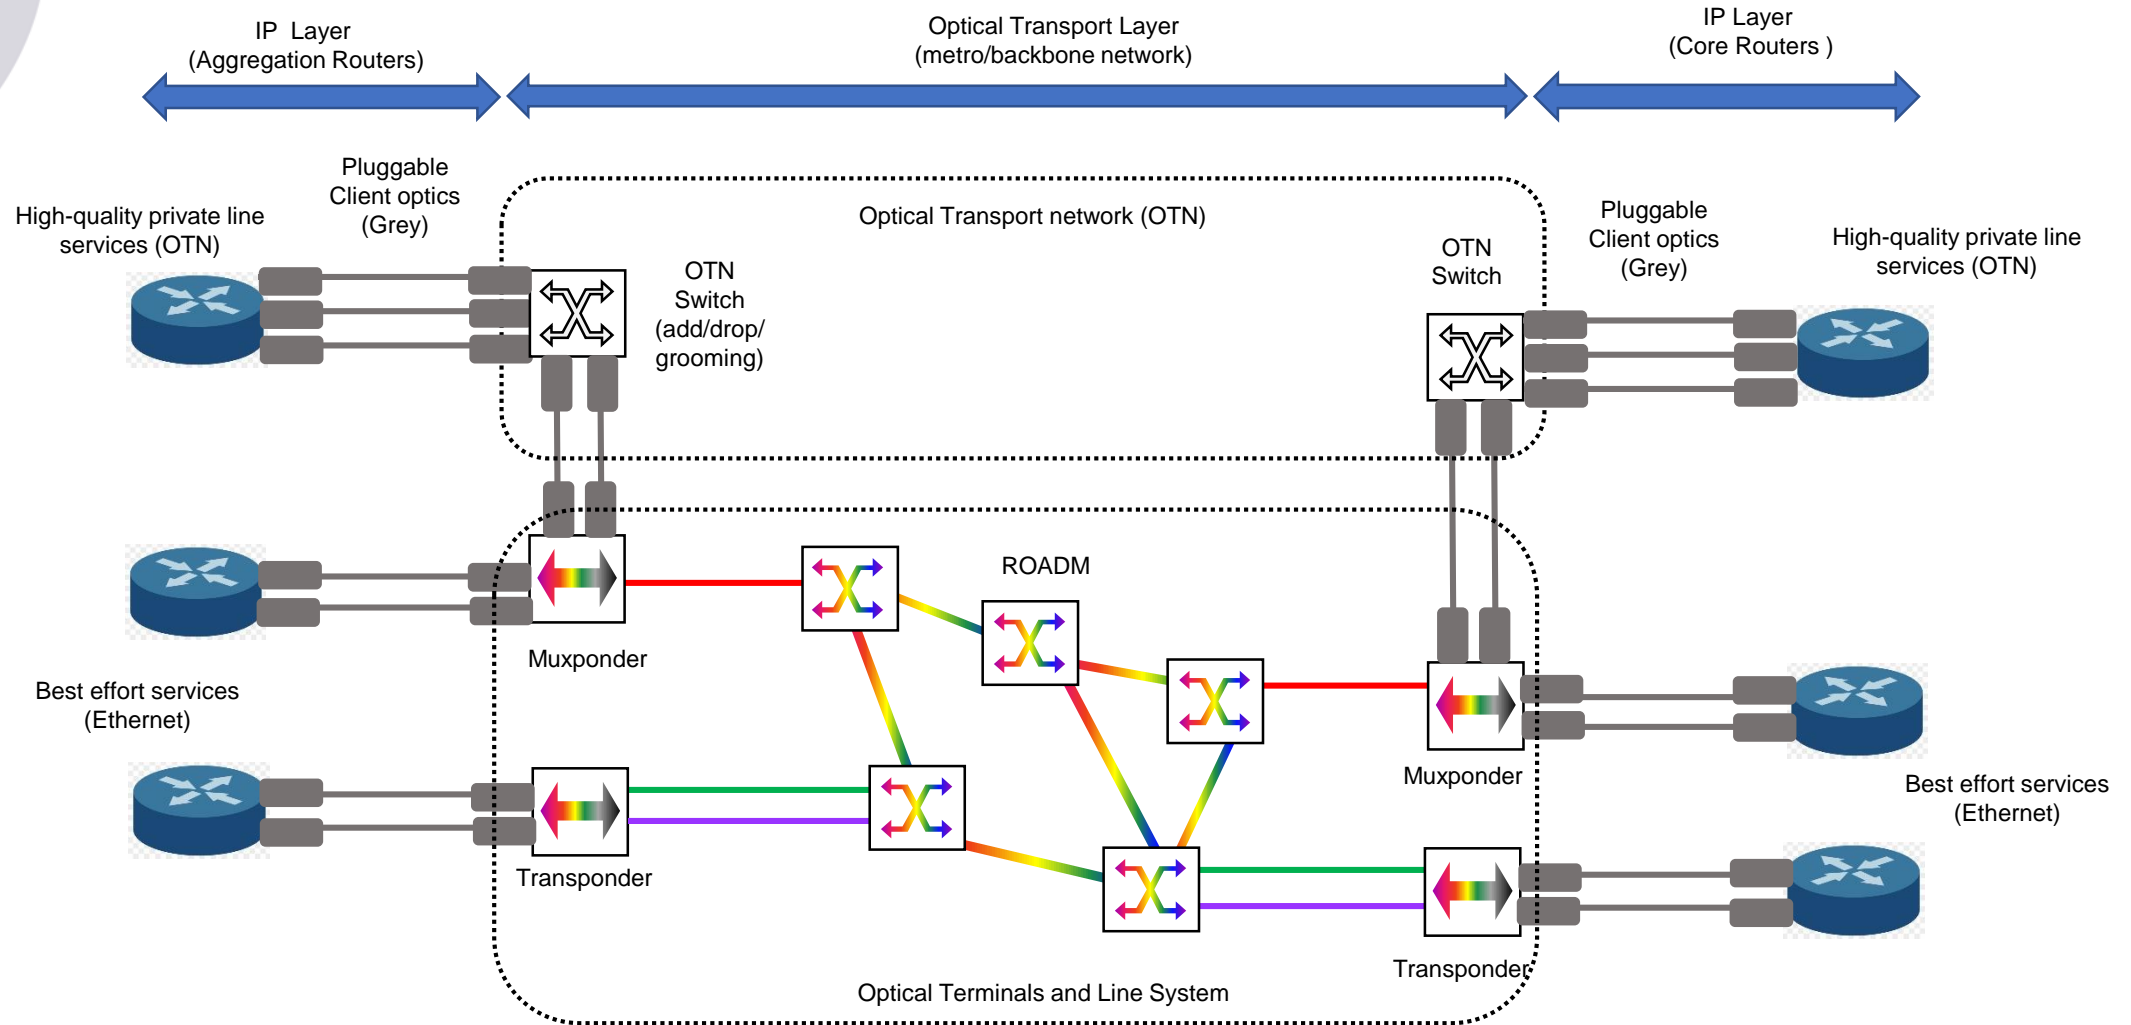 IP  Layer
(Aggregation Routers)
Optical Transport Layer
(metro/backbone network)
IP Layer
(Core Routers )
Pluggable
Client optics
(Grey)
High-quality private line
services (OTN)
Optical Transport network (OTN)
OTN
Switch
(add/drop/
grooming)
OTN
Switch
Pluggable
Client optics
(Grey)
High-quality private line
services (OTN)
ROADM
Muxponder
Best effort services
(Ethernet)
Transponder
Muxponder
Best effort services
(Ethernet)
Transponder
Optical Terminals and Line System